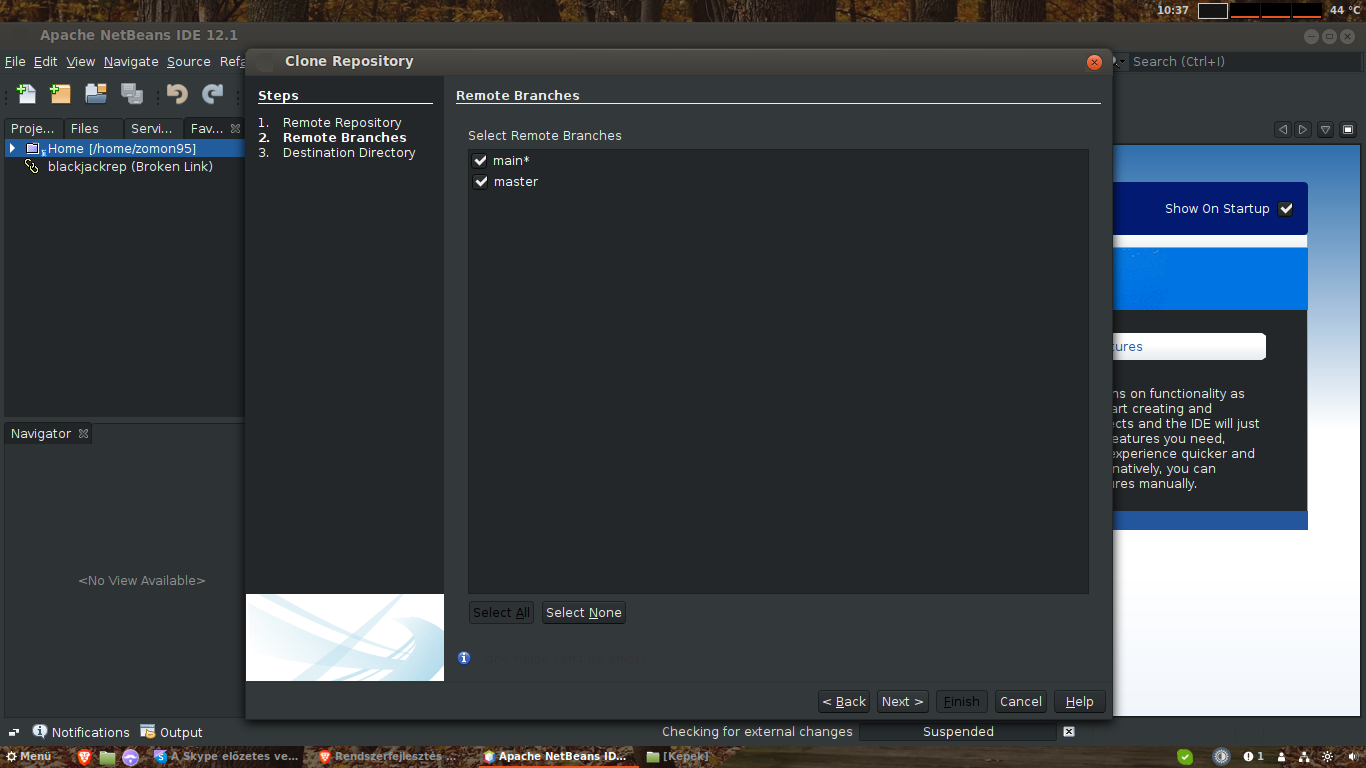 10:37
44 °C
Apache NetBeans IDE 12.1
File Edit View Navigate Source Refa
Search (Ctrl+I)
Clone Repository
Steps
1. Remote Repository
2. Remote Branches
3. Destination Directory
Remote Branches
Select Remote Branches
main*
master
Select All
Select None
< Back
Next >
Finish
Cancel
Help
Proje...
Files
Servi...
Fav...
Home [/home/zomon95]
blackjackrep (Broken Link)
Navigator
<No View Available>
Show On Startup
tures
ns on functionality as
art creating and
cts and the IDE will just
eatures you need,
experience quicker and
natively, you can
ures manually.
Notifications
Output
Checking for external changes
Suspended
Menü
A Skype előzetes ve...
Rendszerfejlesztés ...
Apache NetBeans ID...
[Képek]
1